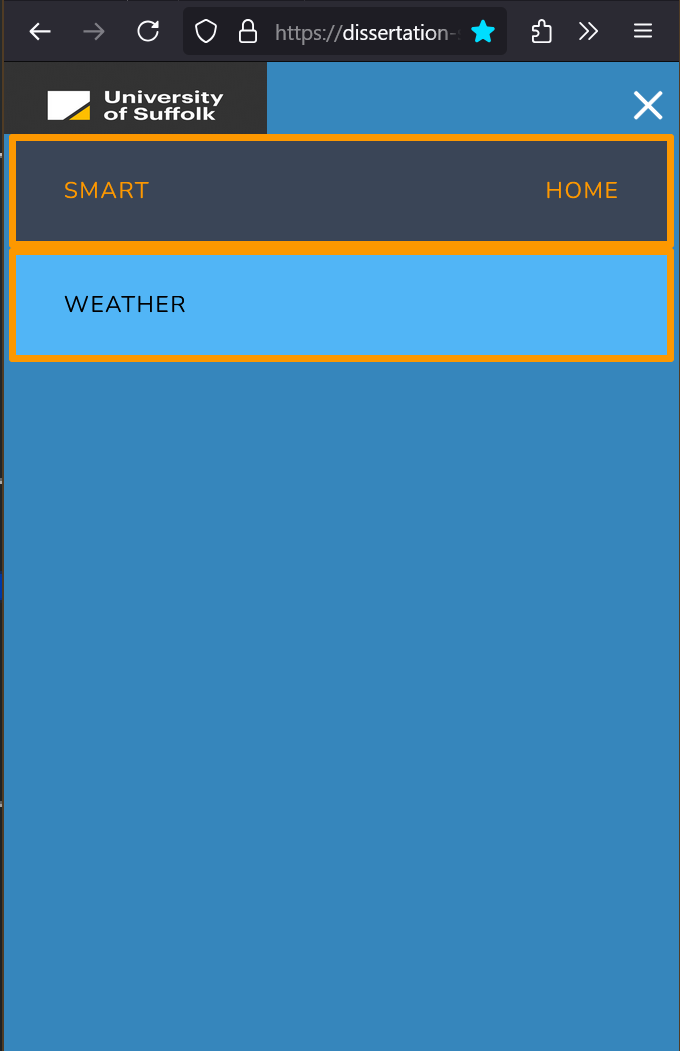 https://dissertation-
University
of Suffolk
SMART HOME
WEATHER